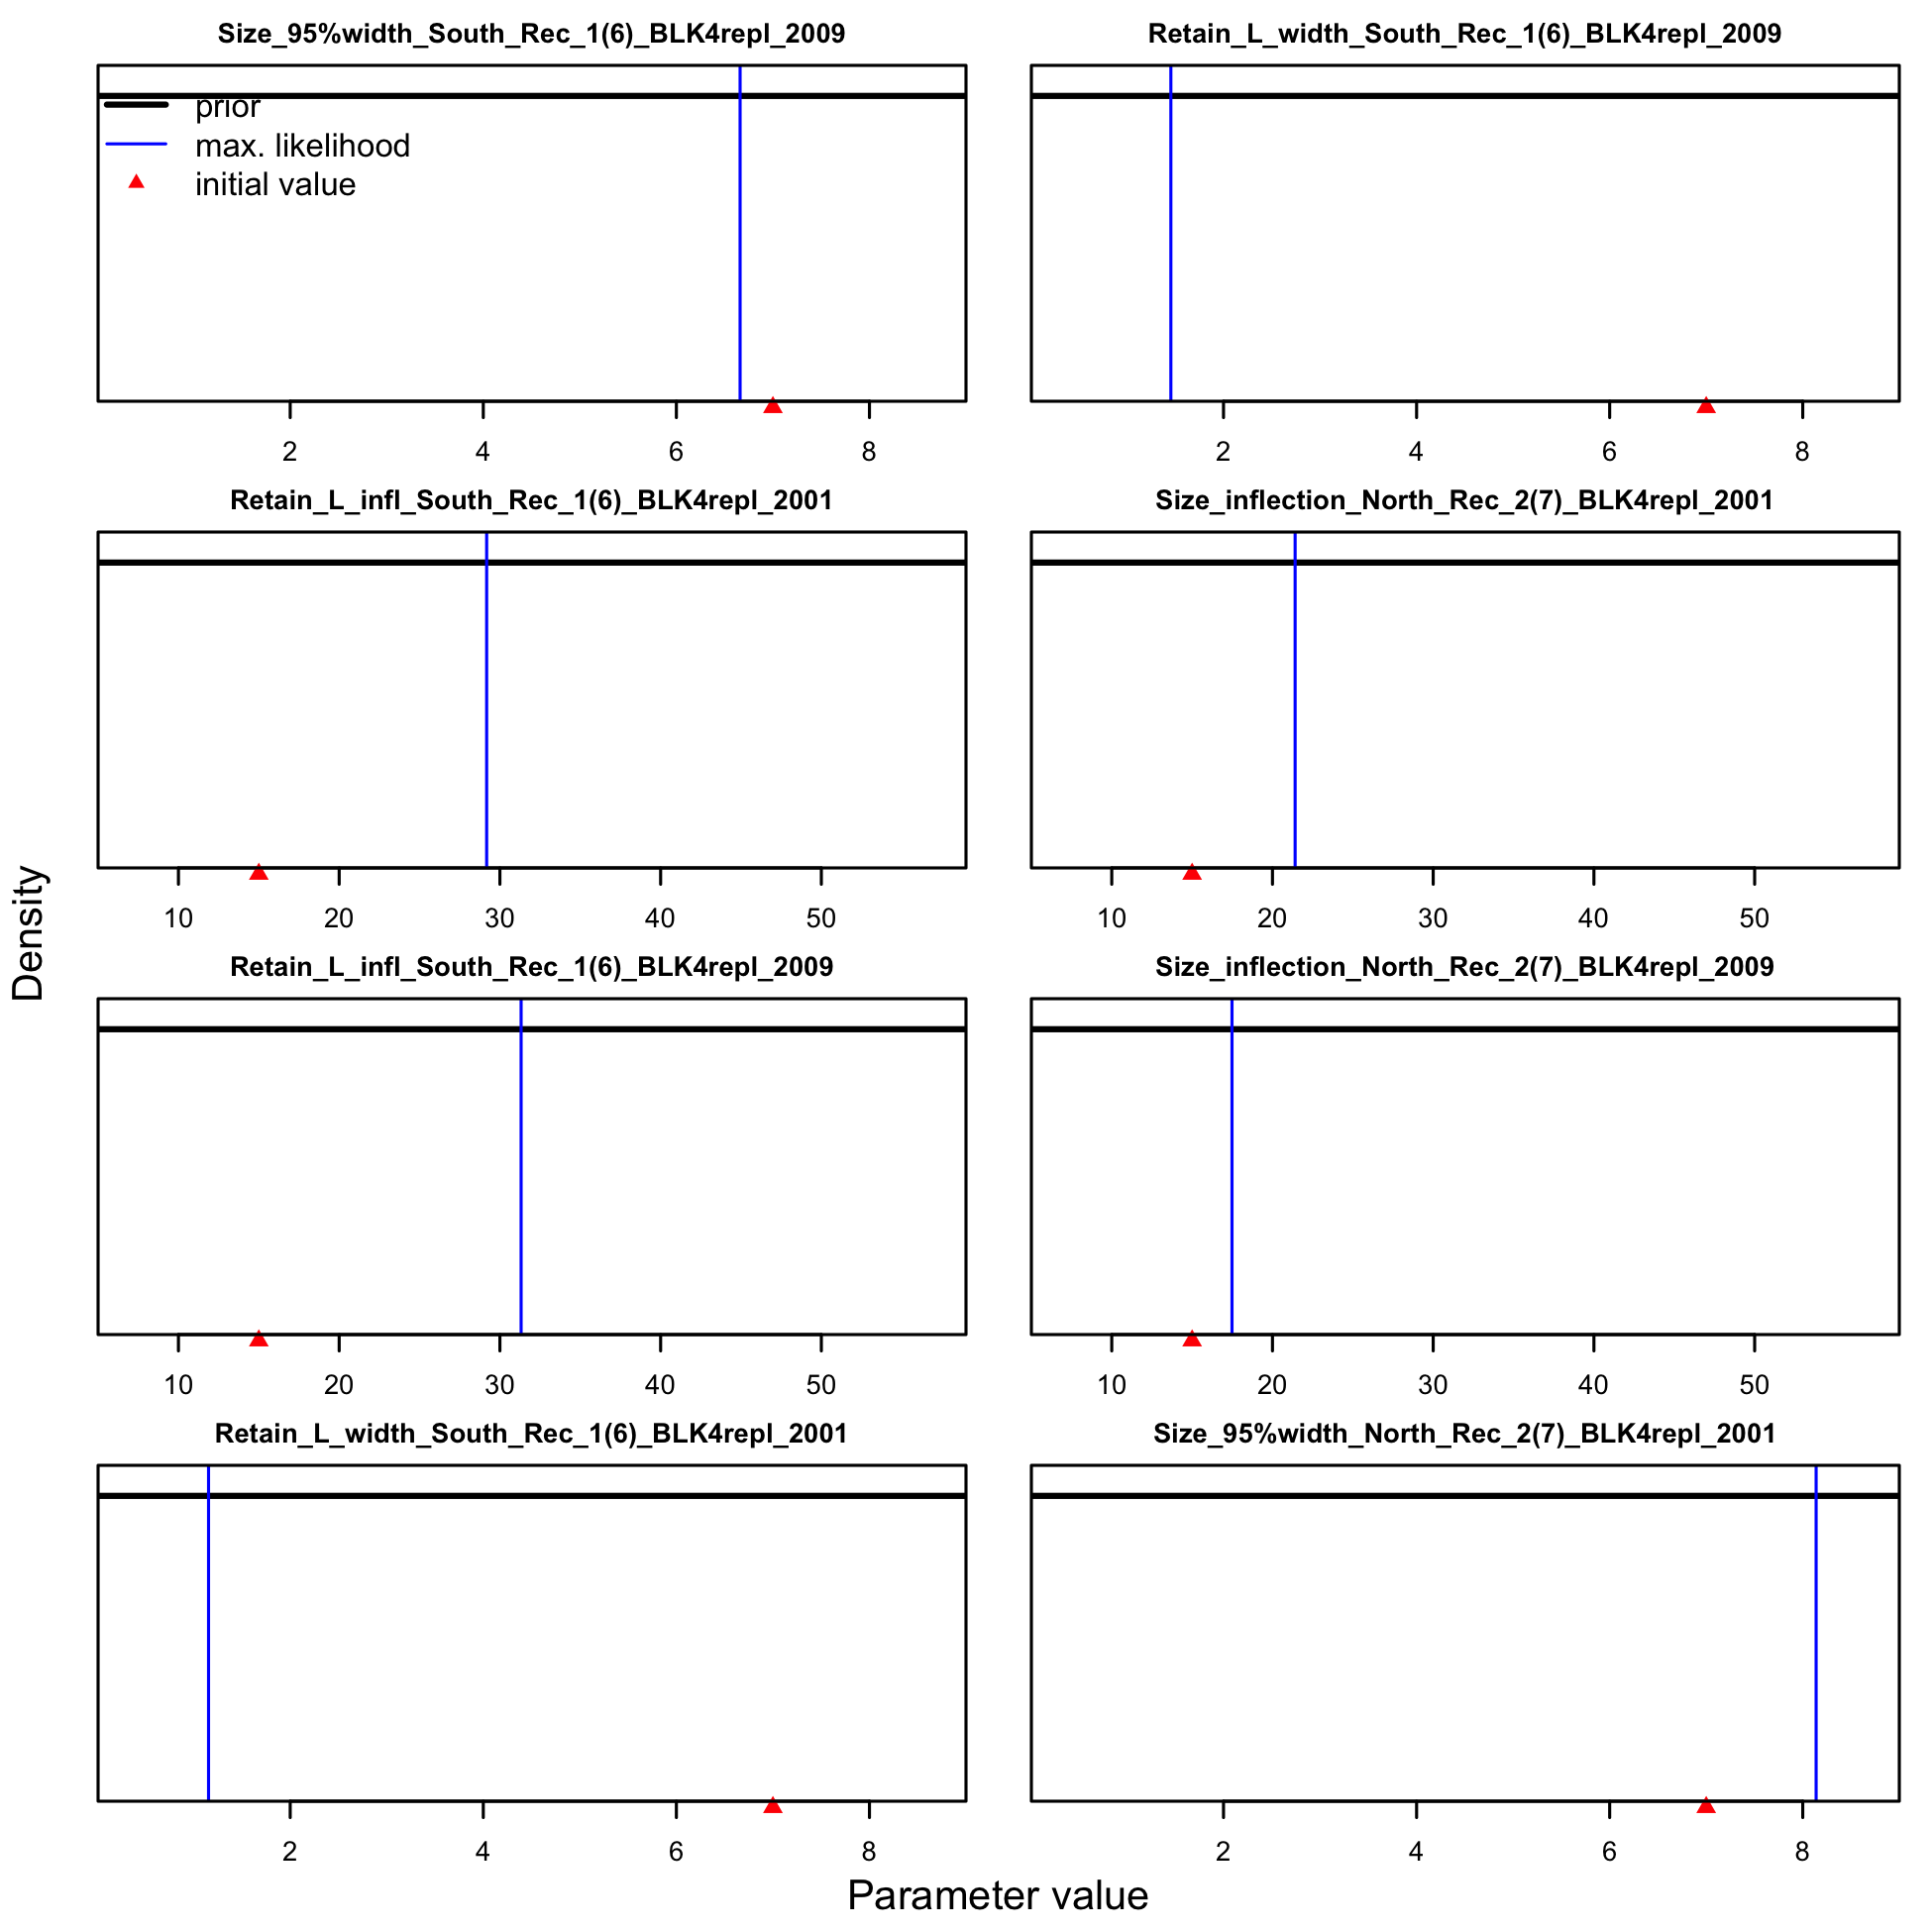 Size_95%width_South_Rec_1(6)_BLK4repl_2009
prior
max. likelihood
initial value
2 4 6 8
Retain_L_width_South_Rec_1(6)_BLK4repl_2009
2 4 6 8
Retain_L_infl_South_Rec_1(6)_BLK4repl_2001
10 20 30 40 50
Size_inflection_North_Rec_2(7)_BLK4repl_2001
10 20 30 40 50
Retain_L_infl_South_Rec_1(6)_BLK4repl_2009
10 20 30 40 50
Size_inflection_North_Rec_2(7)_BLK4repl_2009
10 20 30 40 50
Retain_L_width_South_Rec_1(6)_BLK4repl_2001
2 4 6 8
Size_95%width_North_Rec_2(7)_BLK4repl_2001
2 4 6 8
Density
Parameter value